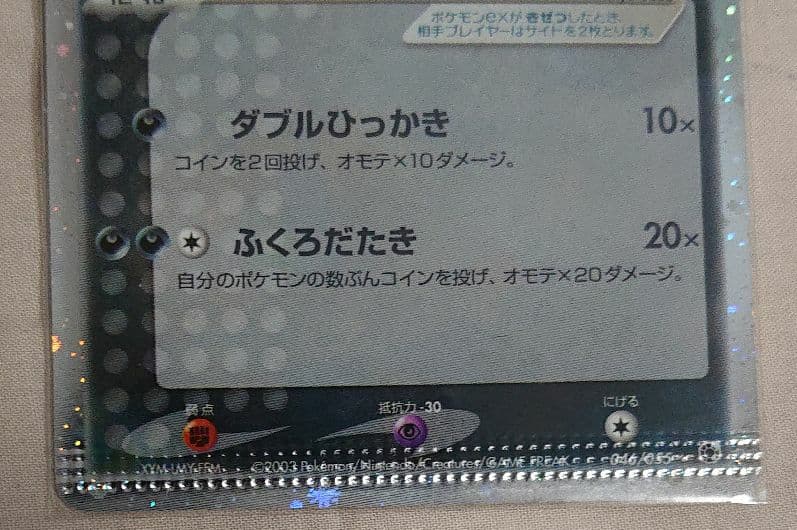 ポケモンexがきぜつしたとき、
相手プレイヤーはサイドを2枚とります。
ダブルひっかき 10×
コインを2回投げ、オモテ×10ダメージ。
ふくろだたき 20×
自分のポケモンの数ぶんコインを投げ、オモテ×20ダメージ。
弱点 抵抗力 -30 にげる
©2003 Pokémon/Nintendo/Creatures/GAME FREAK 046/055